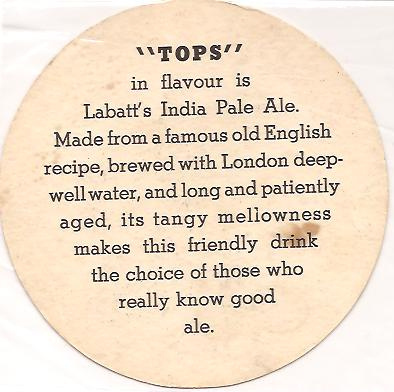 "TOPS"
in flavour is
Labatt's India Pale Ale.
Made from a famous old English
recipe, brewed with London deep-
well water, and long and patiently
aged, its tangy mellowness
makes this friendly drink
the choice of those who
really know good
ale.